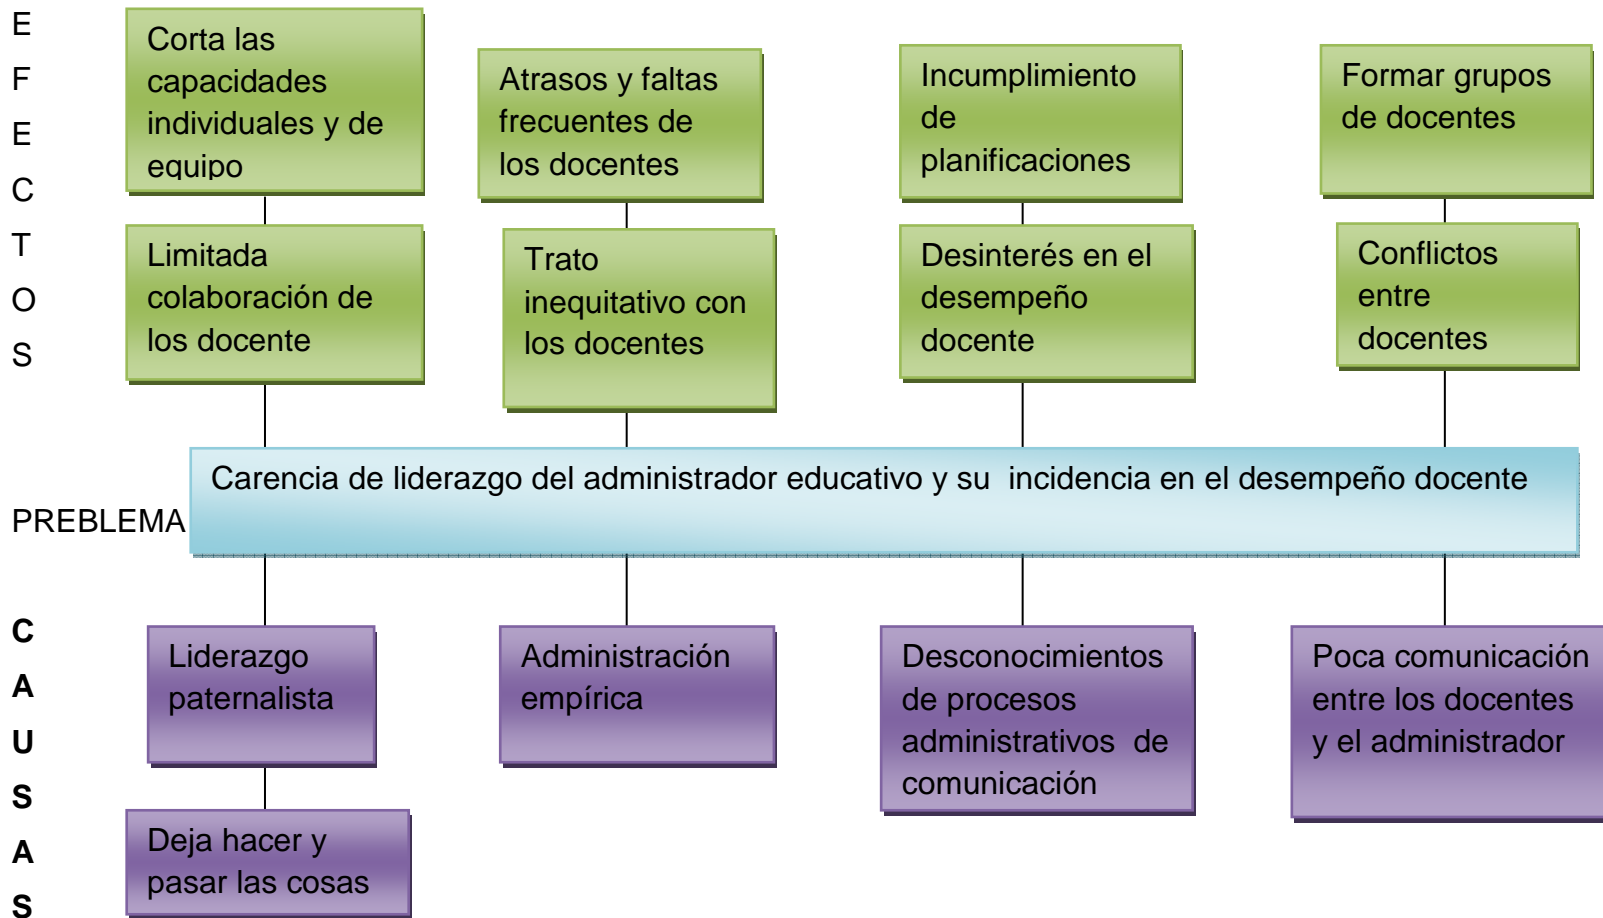 E
F
E
C
T
O
S
Corta las
capacidades
individuales y de
equipo
Atrasos y faltas
frecuentes de
los docentes
Incumplimiento
de
planificaciones
Formar grupos
de docentes
Limitada
colaboración de
los docente
Trato
inequitativo con
los docentes
Desinterés en el
desempeño
docente
Conflictos
entre
docentes
PREBLEMA
Carencia de liderazgo del administrador educativo y su incidencia en el desempeño docente
C
A
U
S
A
S
Liderazgo
paternalista
Administración
empírica
Desconocimientos
de procesos
administrativos de
comunicación
Poca comunicación
entre los docentes
y el administrador
Deja hacer y
pasar las cosas